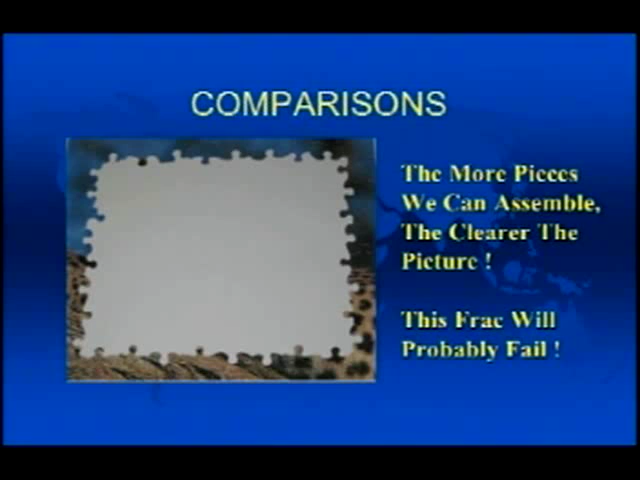 COMPARISONS
The More Pieces
We Can Assemble,
The Clearer The
Picture !
This Frac Will
Probably Fail !